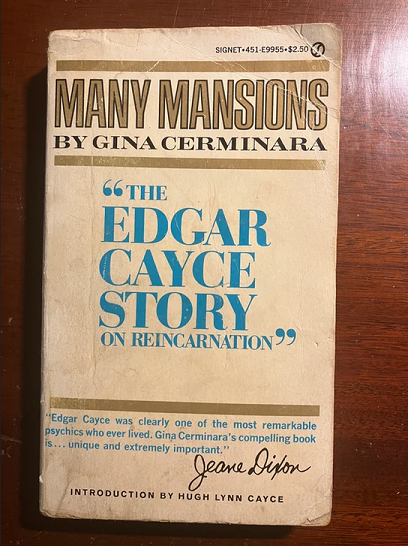 SIGNET•451-E9955•$2.50
MANY MANSIONS
BY GINA CERMINARA
“THE
EDGAR
CAYCE
STORY
ON REINCARNATION”
“Edgar Cayce was clearly one of the most remarkable
psychics who ever lived. Gina Cerminara’s compelling book
is... unique and extremely important.”
Jeane Dixon
INTRODUCTION BY HUGH LYNN CAYCE